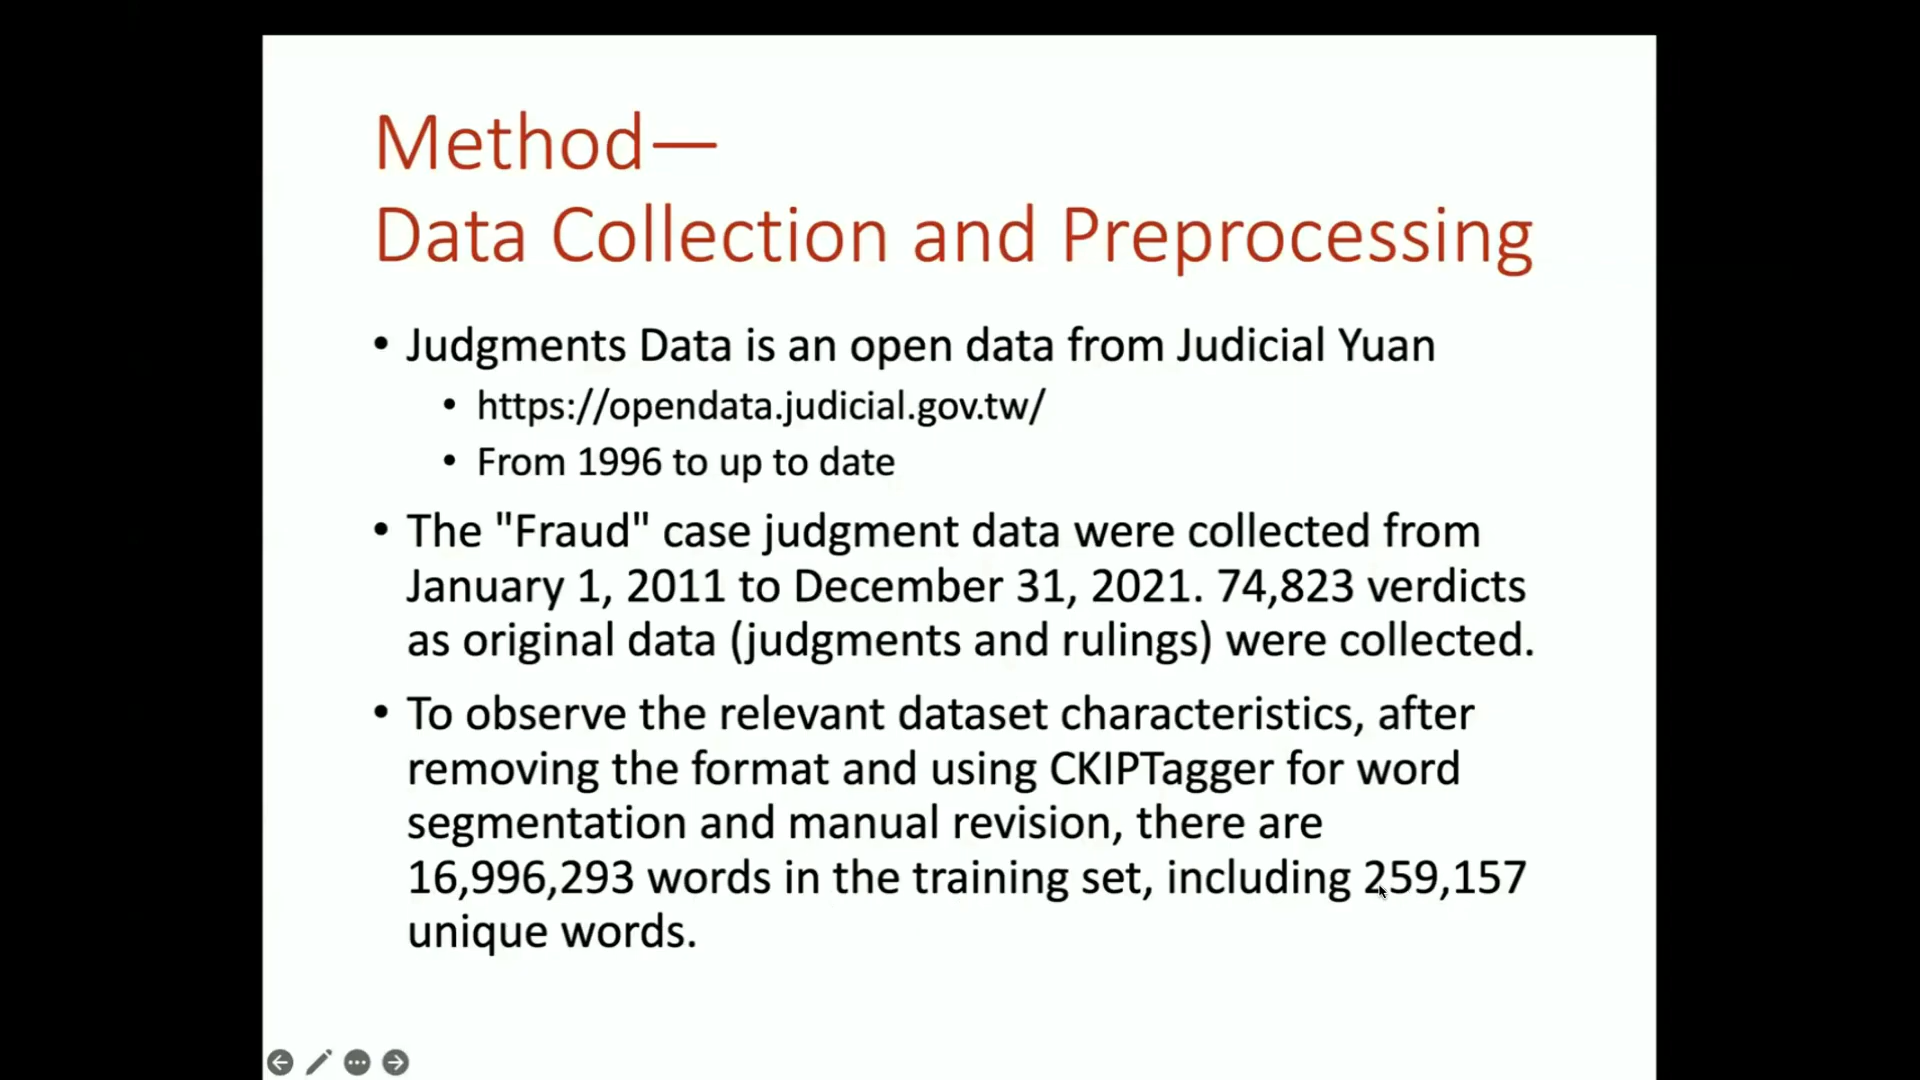 Method—
Data Collection and Preprocessing
• Judgments Data is an open data from Judicial Yuan
• https://opendata.judicial.gov.tw/
• From 1996 to up to date
• The "Fraud" case judgment data were collected from
January 1, 2011 to December 31, 2021. 74,823 verdicts
as original data (judgments and rulings) were collected.
• To observe the relevant dataset characteristics, after
removing the format and using CKIPTagger for word
segmentation and manual revision, there are
16,996,293 words in the training set, including 259,157
unique words.